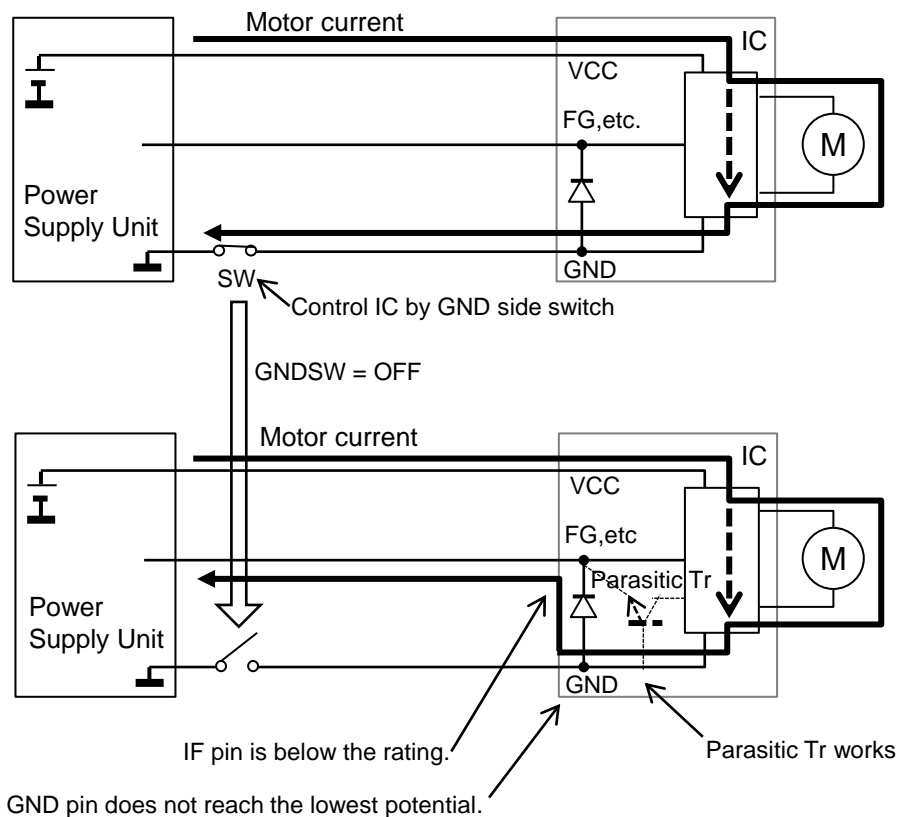 Motor current
IC
VCC
FG,etc.
M
Power
Supply Unit
GND
SW
Control IC by GND side switch
GNDSW = OFF
Motor current
IC
VCC
FG,etc
Parasitic Tr
M
Power
Supply Unit
GND
IF pin is below the rating.
Parasitic Tr works
GND pin does not reach the lowest potential.